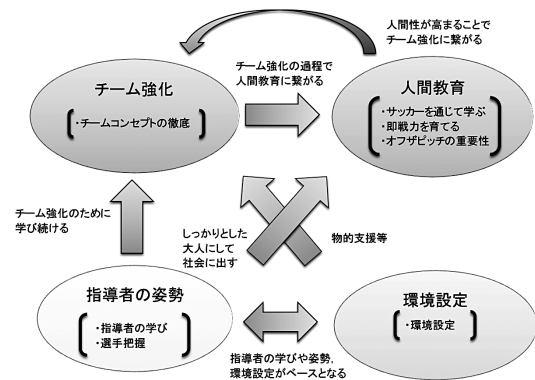 人間性が高まることで
チーム強化に繋がる
チーム強化の過程で
人間教育に繋がる
チーム強化
・チームコンセプトの徹底
人間教育
・サッカーを通じて学ぶ
・即戦力を育てる
・オフザピッチの重要性
チーム強化のために
学び続ける
しっかりとした
大人にして
社会に出す
物的支援等
指導者の姿勢
・指導者の学び
・選手把握
環境設定
・環境設定
指導者の学びや姿勢,
環境設定がベースとなる